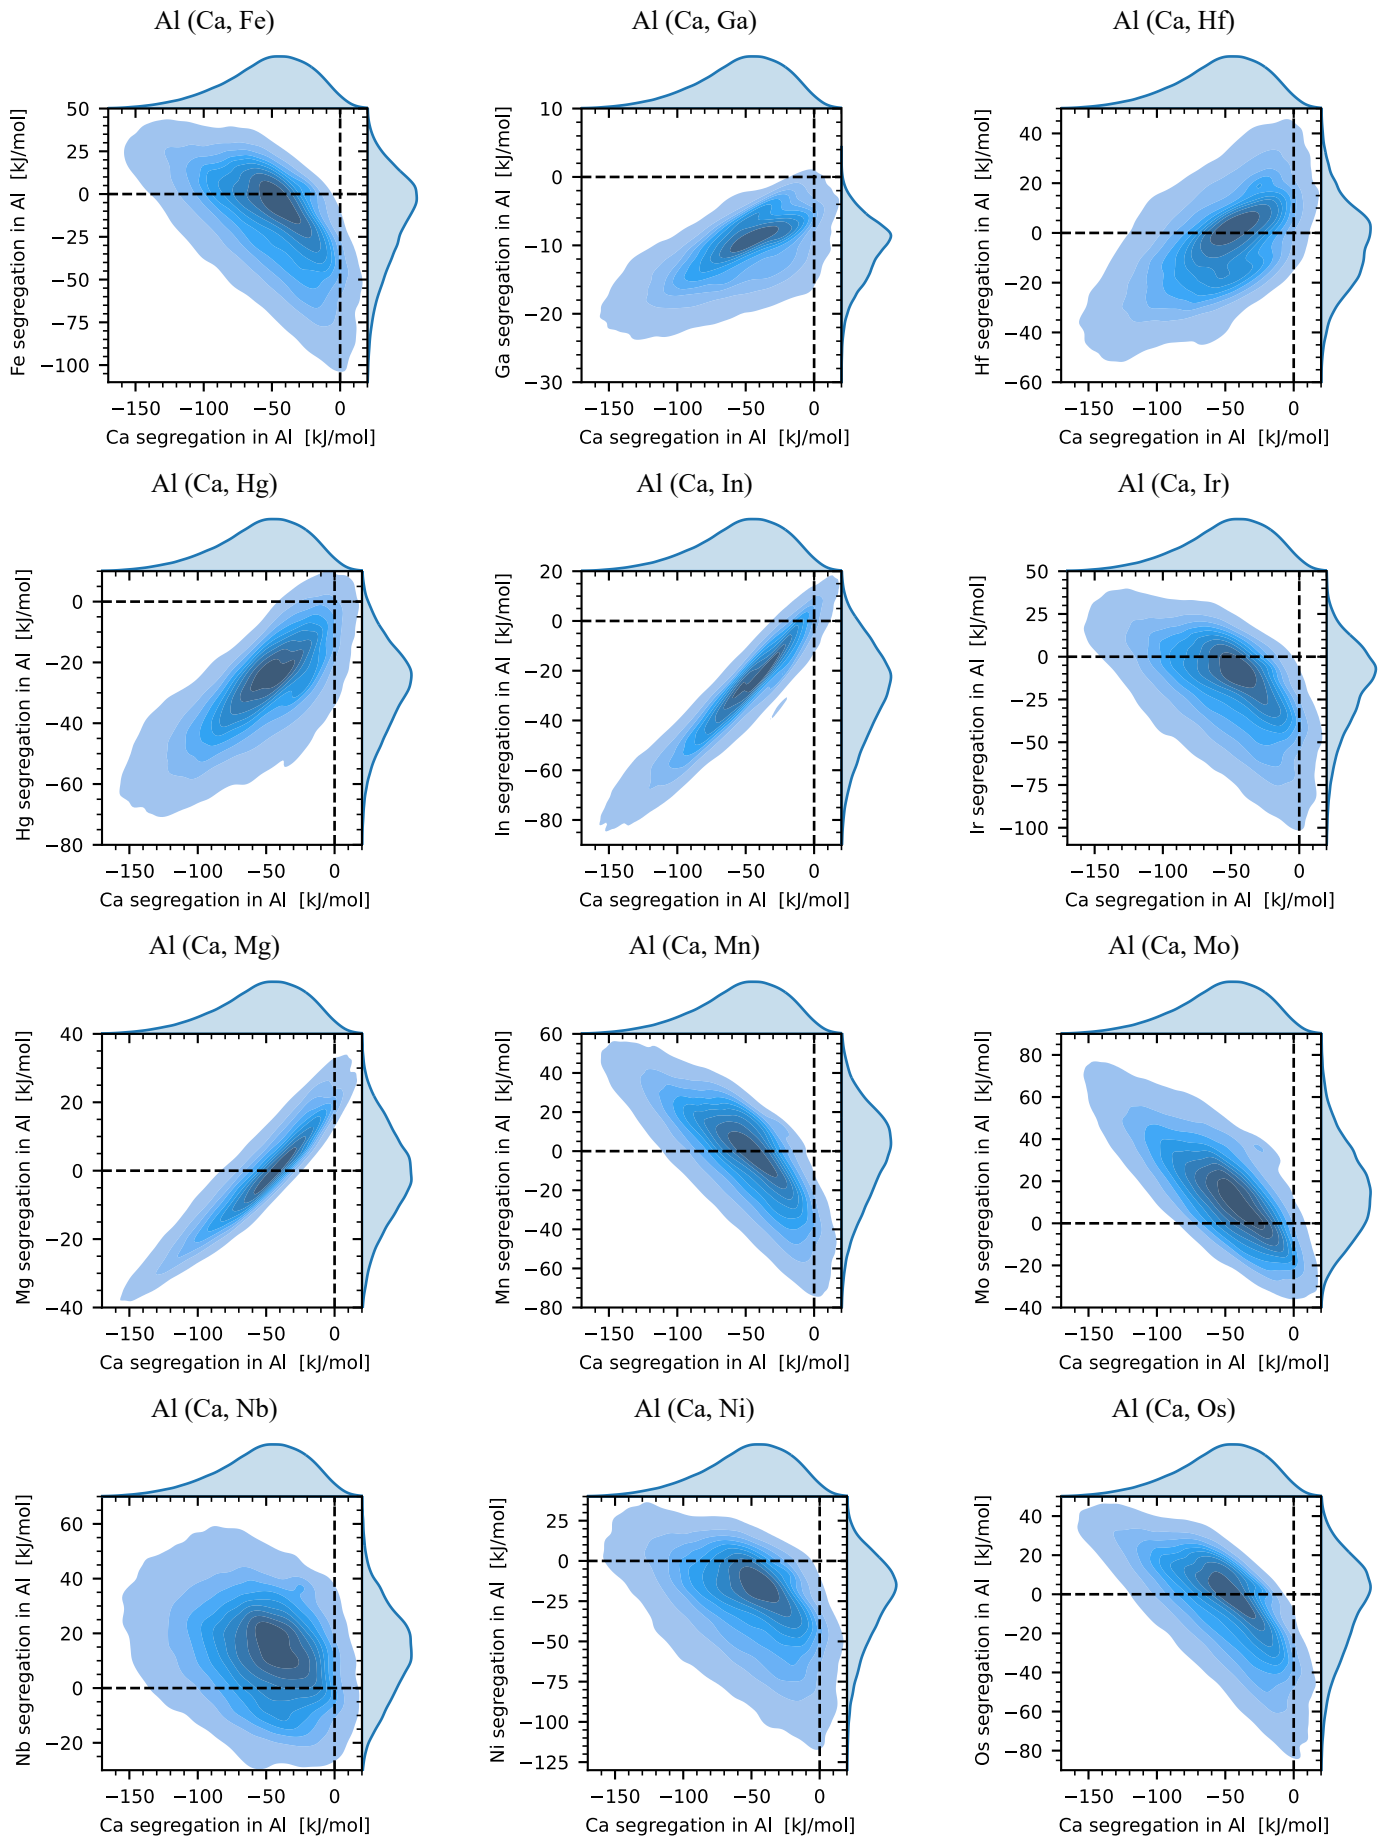 Al (Ca, Fe)
Al (Ca, Ga)
Al (Ca, Hf)
Fe segregation in Al [kJ/mol]
50
25
0
−25
−50
−75
−100
−150 −100 −50 0
Ca segregation in Al [kJ/mol]
Ga segregation in Al [kJ/mol]
10
0
−10
−20
−30
−150 −100 −50 0
Ca segregation in Al [kJ/mol]
Hf segregation in Al [kJ/mol]
40
20
0
−20
−40
−60
−150 −100 −50 0
Ca segregation in Al [kJ/mol]
Al (Ca, Hg)
Al (Ca, In)
Al (Ca, Ir)
Hg segregation in Al [kJ/mol]
0
−20
−40
−60
−80
−150 −100 −50 0
Ca segregation in Al [kJ/mol]
In segregation in Al [kJ/mol]
20
0
−20
−40
−60
−80
−150 −100 −50 0
Ca segregation in Al [kJ/mol]
Ir segregation in Al [kJ/mol]
50
25
0
−25
−50
−75
−100
−150 −100 −50 0
Ca segregation in Al [kJ/mol]
Al (Ca, Mg)
Al (Ca, Mn)
Al (Ca, Mo)
Mg segregation in Al [kJ/mol]
40
20
0
−20
−40
−150 −100 −50 0
Ca segregation in Al [kJ/mol]
Mn segregation in Al [kJ/mol]
60
40
20
0
−20
−40
−60
−80
−150 −100 −50 0
Ca segregation in Al [kJ/mol]
Mo segregation in Al [kJ/mol]
80
60
40
20
0
−20
−40
−150 −100 −50 0
Ca segregation in Al [kJ/mol]
Al (Ca, Nb)
Al (Ca, Ni)
Al (Ca, Os)
Nb segregation in Al [kJ/mol]
60
40
20
0
−20
−150 −100 −50 0
Ca segregation in Al [kJ/mol]
Ni segregation in Al [kJ/mol]
25
0
−25
−50
−75
−100
−125
−150 −100 −50 0
Ca segregation in Al [kJ/mol]
Os segregation in Al [kJ/mol]
40
20
0
−20
−40
−60
−80
−150 −100 −50 0
Ca segregation in Al [kJ/mol]